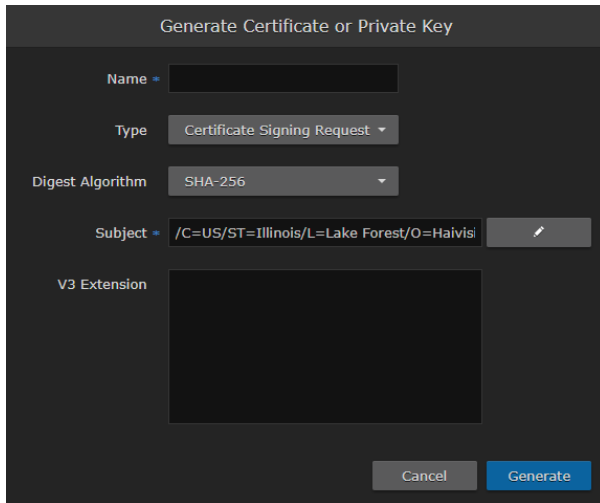 Generate Certificate or Private Key
Name *
Type Certificate Signing Request
Digest Algorithm SHA-256
Subject * /C=US/ST=Illinois/L=Lake Forest/O=Haivisi
V3 Extension
Cancel Generate